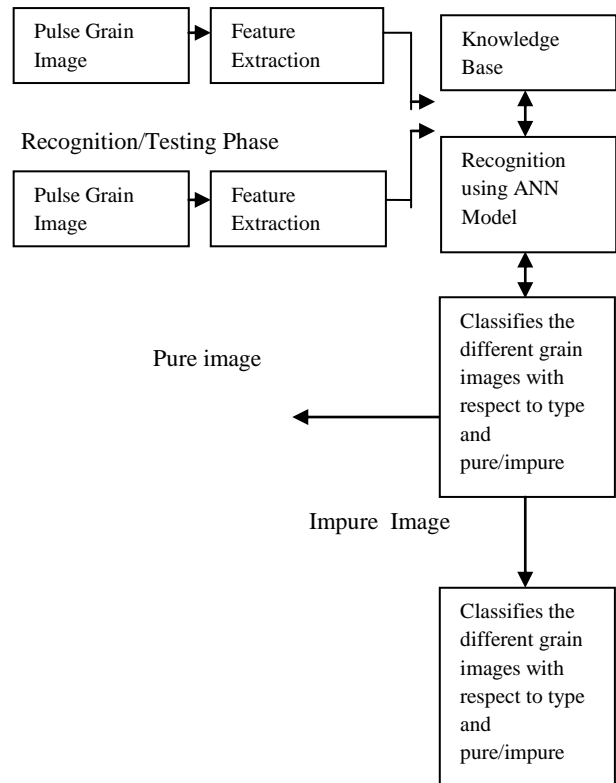 Pulse Grain
Image
Feature
Extraction
Knowledge
Base
Recognition/Testing Phase
Pulse Grain
Image
Feature
Extraction
Recognition
using ANN
Model
Classifies the
different grain
images with
respect to type
and
pure/impure
Pure image
Impure Image
Classifies the
different grain
images with
respect to type
and
pure/impure